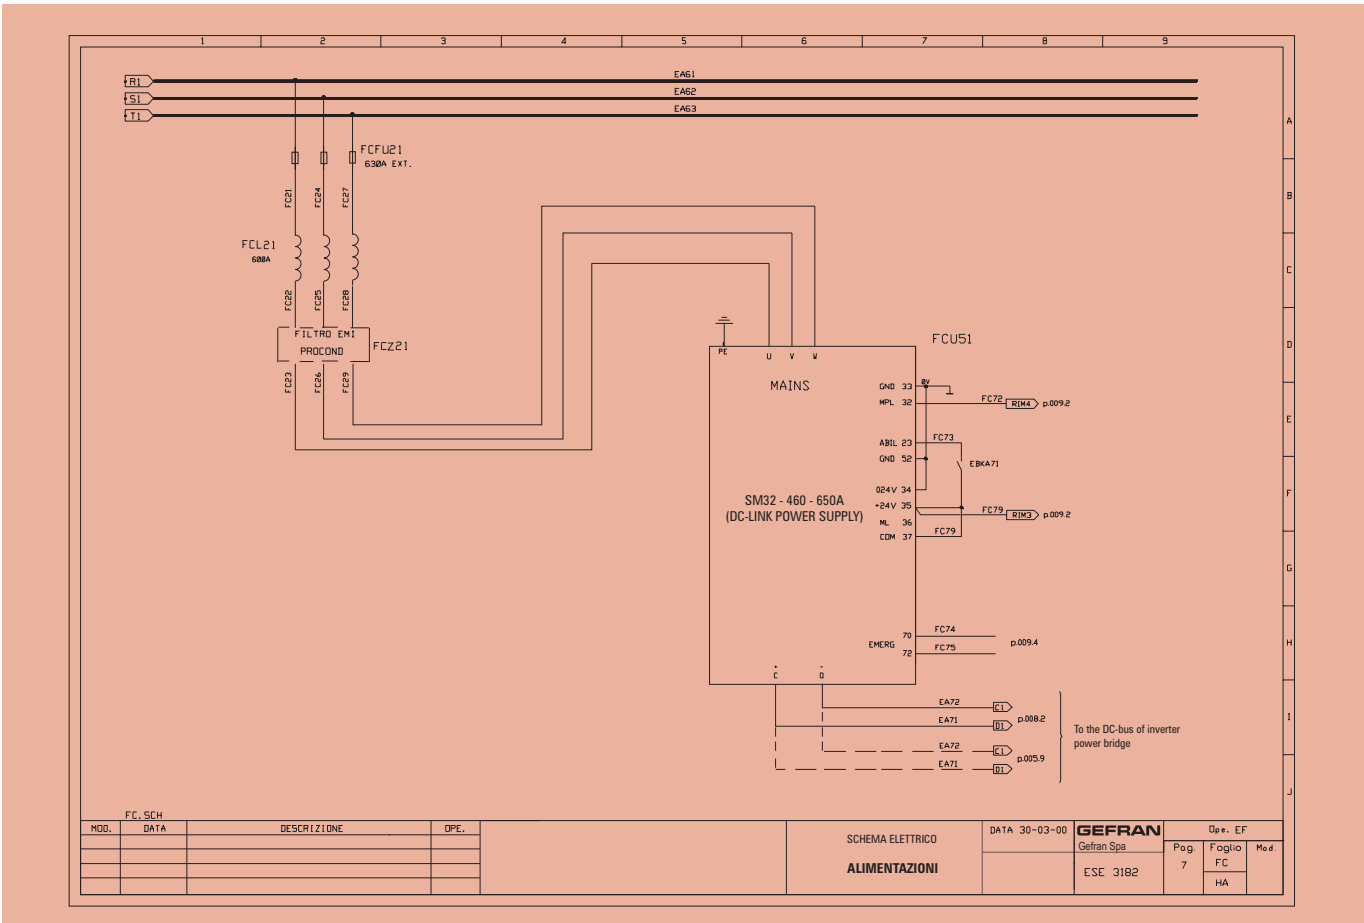 1 2 3 4 5 6 7 8 9
R1 EA61
S1 EA62
T1 EA63
A
FCFU21
630A EXT.
FC21 FC24 FC27
B
FCL21
600A
C
FC22 FC25 FC28
FILTRO EMI
PROCOND
FCZ21
D
FC23 FC26 FC29
FCU51
PE U V W
MAINS
GND 33 0V
MPL 32 FC72 RIM4 p.009.2
E
ABIL 23 FC73
GND 52 EBKA71
024V 34
F
SM32 - 460 - 650A
(DC-LINK POWER SUPPLY)
+24V 35 FC79 RIM3 p.009.2
ML 36
COM 37 FC79
G
70 FC74
EMERG p.009.4
72 FC75
H
+ -
C D
EA72 C1
p.008.2
EA71 D1
I
To the DC-bus of inverter
power bridge
EA72 C1
p.005.9
EA71 D1
J
FC.SCH
MOD. DATA DESCRIZIONE OPE.
SCHEMA ELETTRICO
ALIMENTAZIONI
DATA 30-03-00
GEFRAN
Gefran Spa
ESE 3182
Ope. EF
Pag. Foglio Mod.
7 FC
HA